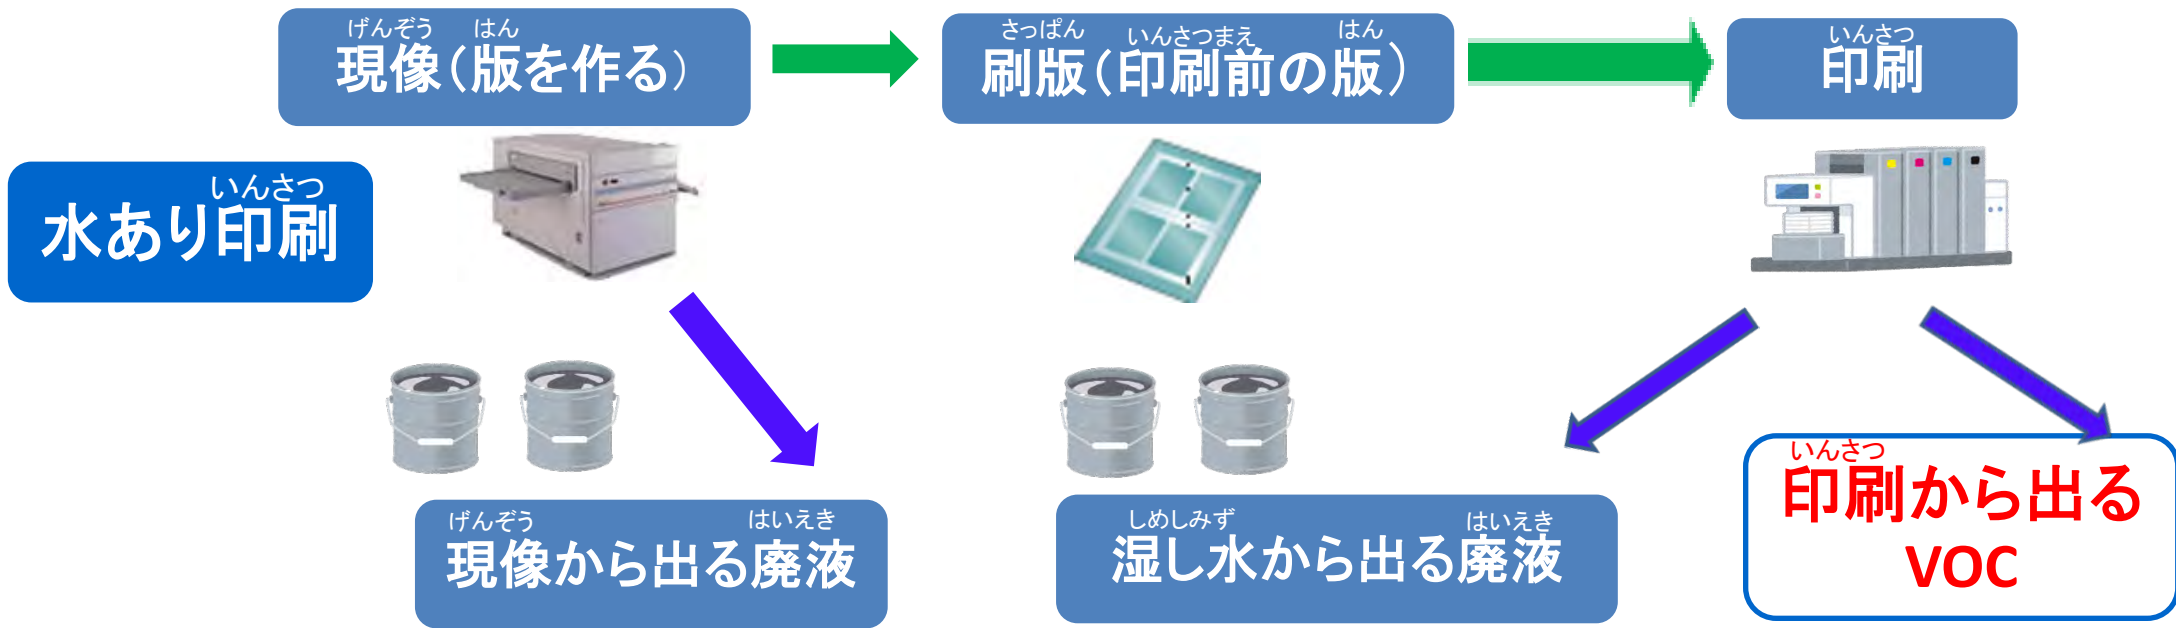 げんぞう はん
現像(版を作る)
さっぱん いんさつまえ はん
刷版(印刷前の版)
いんさつ
印刷
いんさつ
水あり印刷
げんぞう はいえき
現像から出る廃液
しめしみず はいえき
湿し水から出る廃液
いんさつ
印刷から出る
VOC